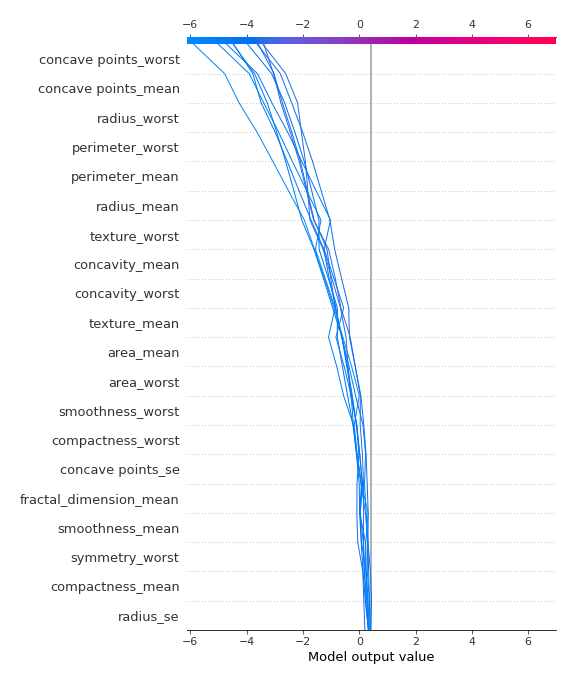 −6 −4 −2 0 2 4 6
concave points_worst
concave points_mean
radius_worst
perimeter_worst
perimeter_mean
radius_mean
texture_worst
concavity_mean
concavity_worst
texture_mean
area_mean
area_worst
smoothness_worst
compactness_worst
concave points_se
fractal_dimension_mean
smoothness_mean
symmetry_worst
compactness_mean
radius_se
−6 −4 −2 0 2 4 6
Model output value